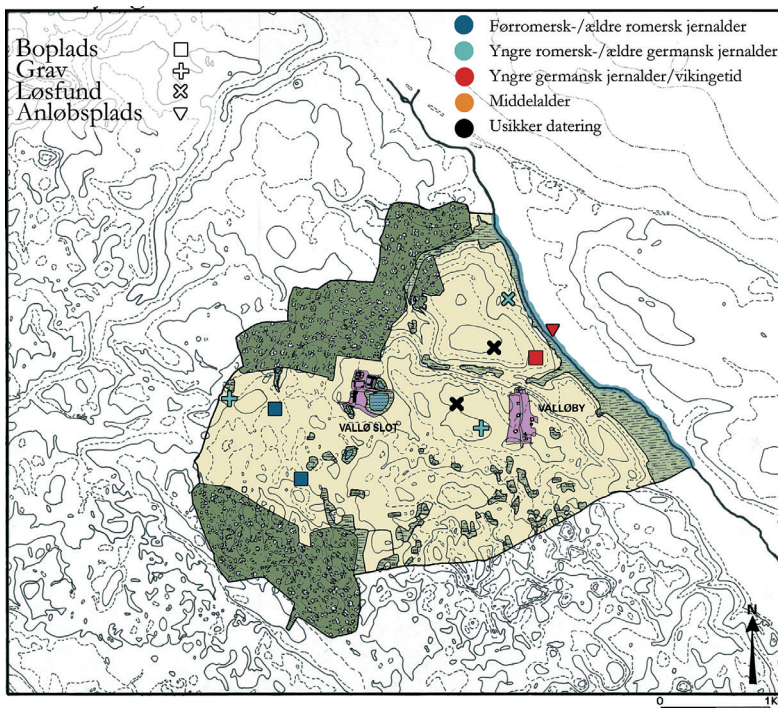 Boplads
Grav
Løsfund
Anløbsplads
Førromersk-/ældre romersk jernalder
Yngre romersk-/ældre germansk jernalder
Yngre germansk jernalder/vikingetid
Middelalder
Usikker datering
VALLØ SLOT
VALLØBY
N
0 1K